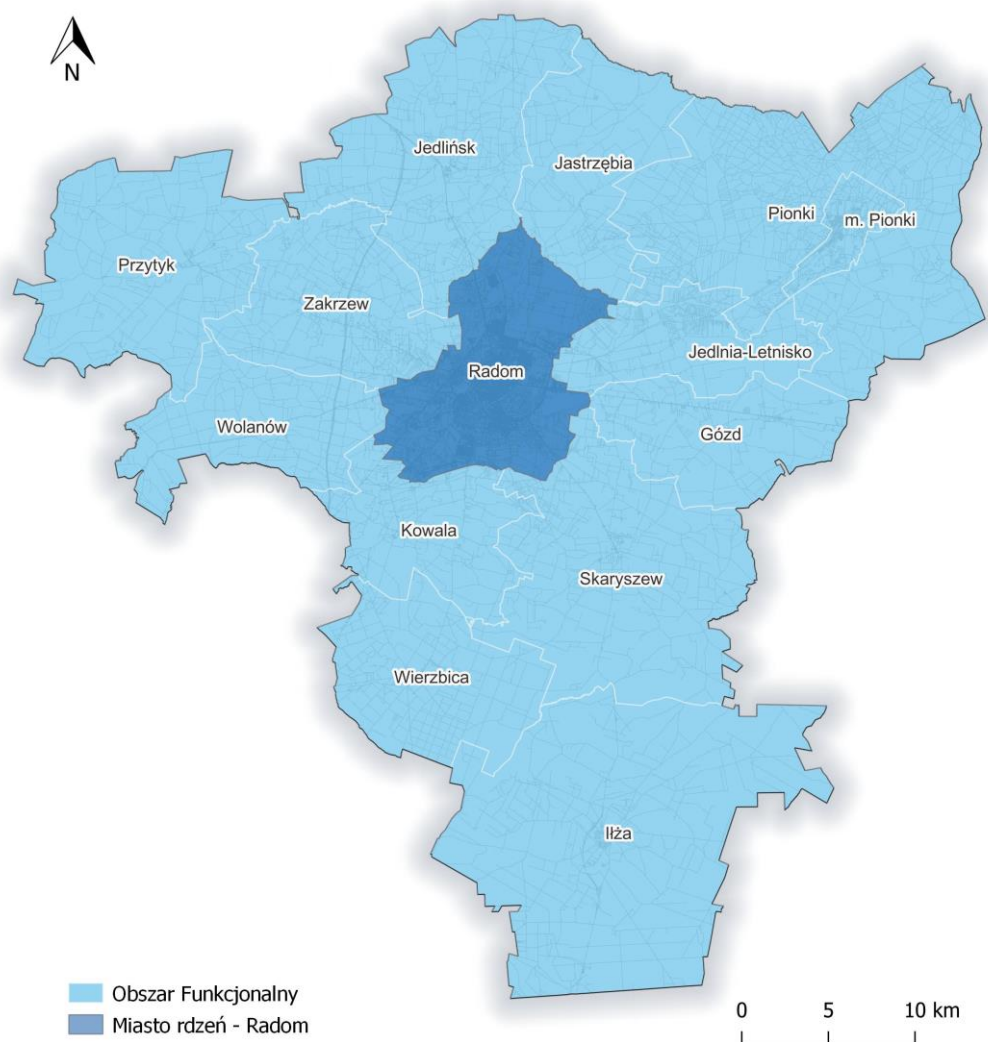 N
Jedlińsk
Jastrzębia
Pionki
m. Pionki
Przytyk
Zakrzew
Radom
Jedlnia-Letnisko
Wolanów
Gózd
Kowala
Skaryszew
Wierzbica
Iłża
Obszar Funkcjonalny
Miasto rdzeń - Radom
0 5 10 km